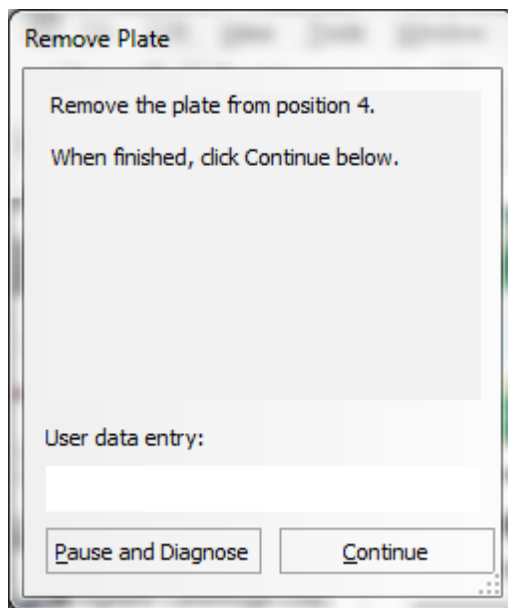 Remove Plate
Remove the plate from position 4.
When finished, click Continue below.
User data entry:
Pause and Diagnose
Continue